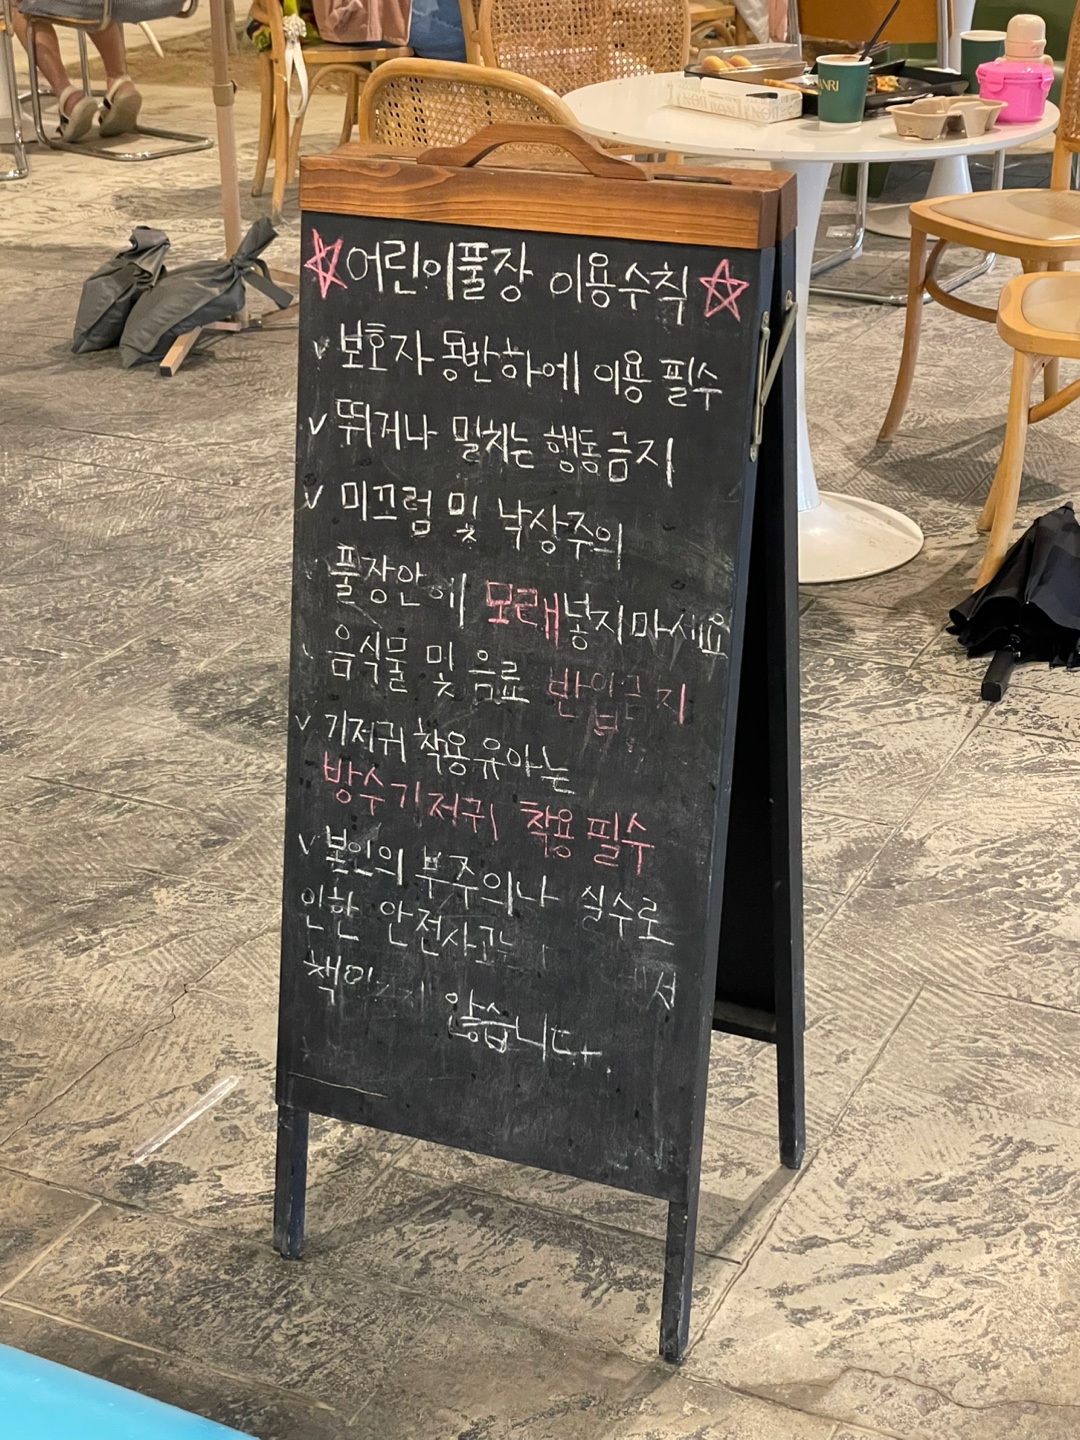 ☆어린이풀장 이용수칙☆
v 보호자 동반하에 이용 필수
v 뛰거나 밀치는 행동금지
v 미끄럼 및 낙상주의
풀장안에 모래넣지마세요
음식물 및 음료 반입금지
v 기저귀 착용 유아는
방수기저귀 착용 필수
v 본인의 부주의나 실수로
인한 안전사고는
않습니다.